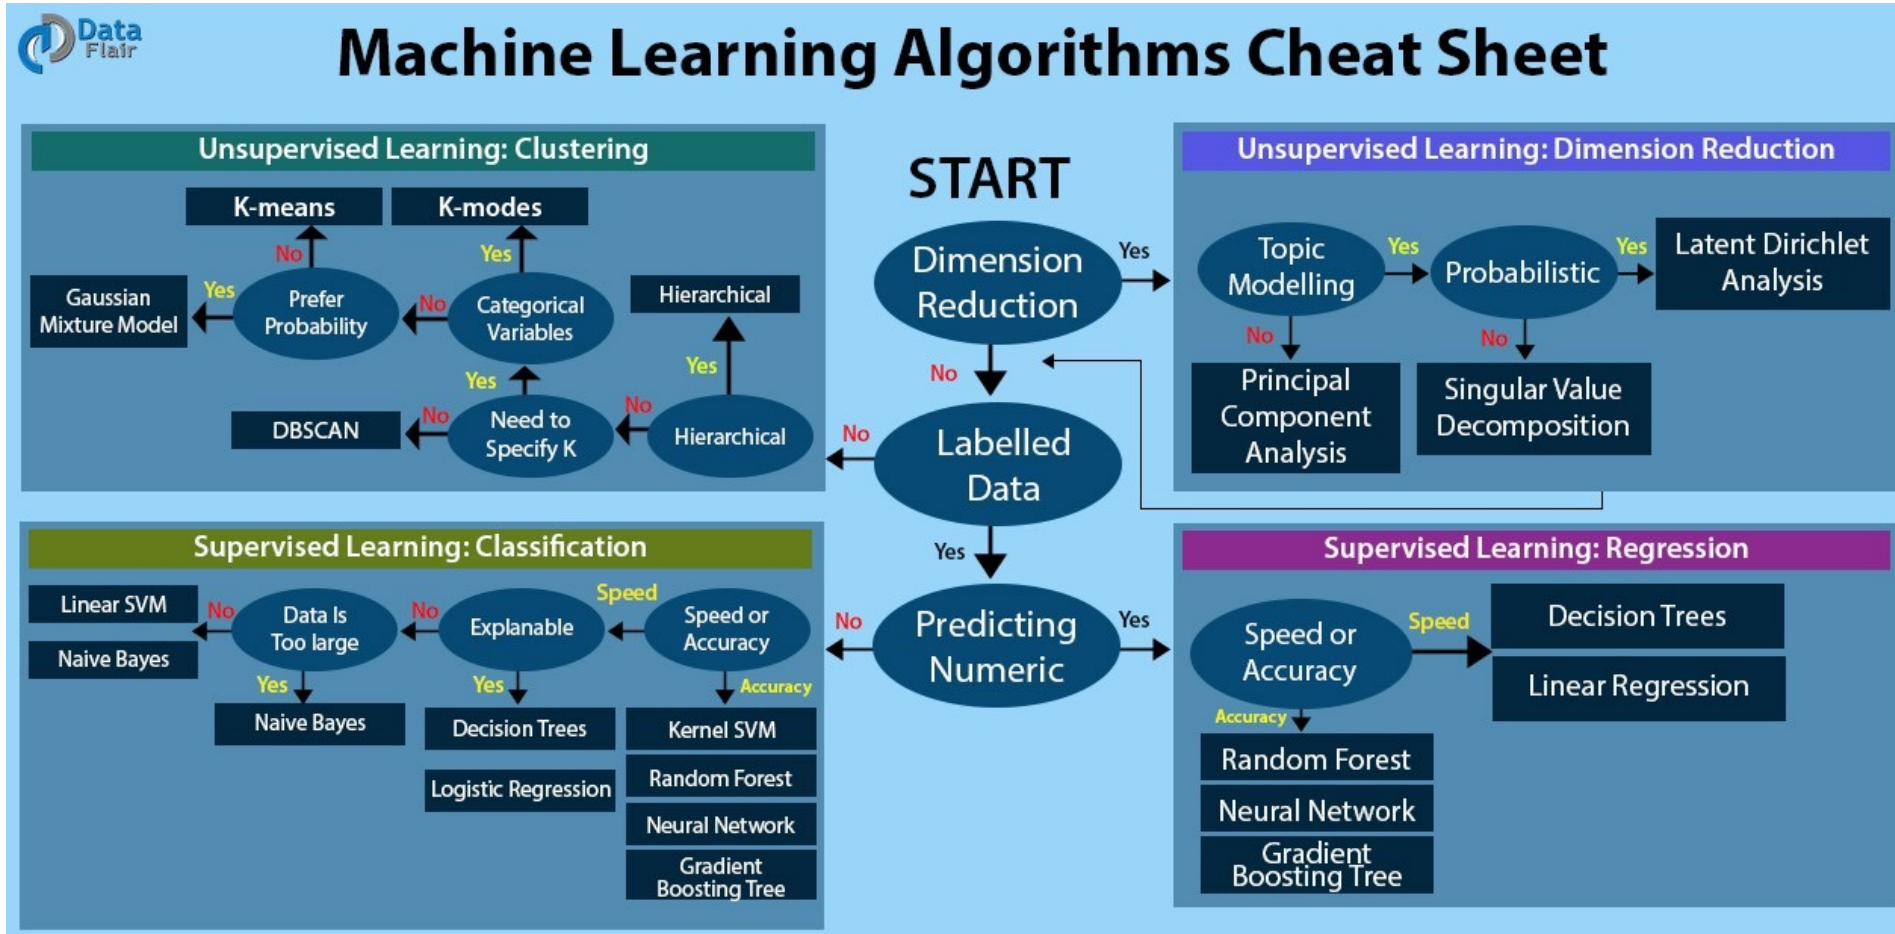 Data
Flair
Machine Learning Algorithms Cheat Sheet
Unsupervised Learning: Clustering
K-means
K-modes
No
Yes
Gaussian
Mixture Model
Yes
Prefer
Probability
No
Categorical
Variables
Hierarchical
Yes
Yes
DBSCAN
No
Need to
Specify K
No
Hierarchical
START
Dimension
Reduction
Yes
No
Labelled
Data
No
Yes
Predicting
Numeric
No
Yes
Unsupervised Learning: Dimension Reduction
Topic
Modelling
Yes
Probabilistic
Yes
Latent Dirichlet
Analysis
No
No
Principal
Component
Analysis
Singular Value
Decomposition
Supervised Learning: Classification
Linear SVM
Naive Bayes
No
Data Is
Too large
No
Explanable
Speed
Speed or
Accuracy
Yes
Yes
Accuracy
Naive Bayes
Decision Trees
Logistic Regression
Kernel SVM
Random Forest
Neural Network
Gradient
Boosting Tree
Supervised Learning: Regression
Speed or
Accuracy
Speed
Decision Trees
Linear Regression
Accuracy
Random Forest
Neural Network
Gradient
Boosting Tree